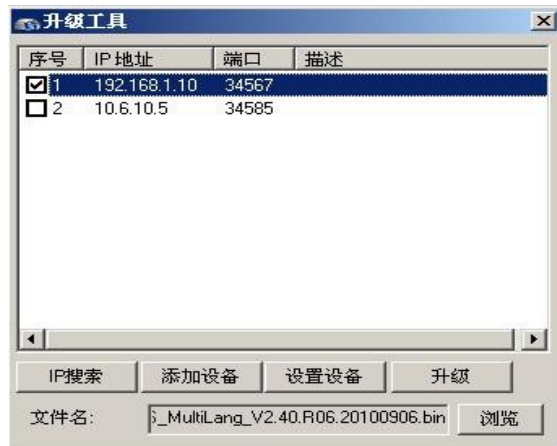 升级工具
序号 IP地址 端口 描述
1 192.168.1.10 34567
2 10.6.10.5 34585
IP搜索 添加设备 设置设备 升级
文件名: _MultiLang_V2.40.R06.20100906.bin 浏览